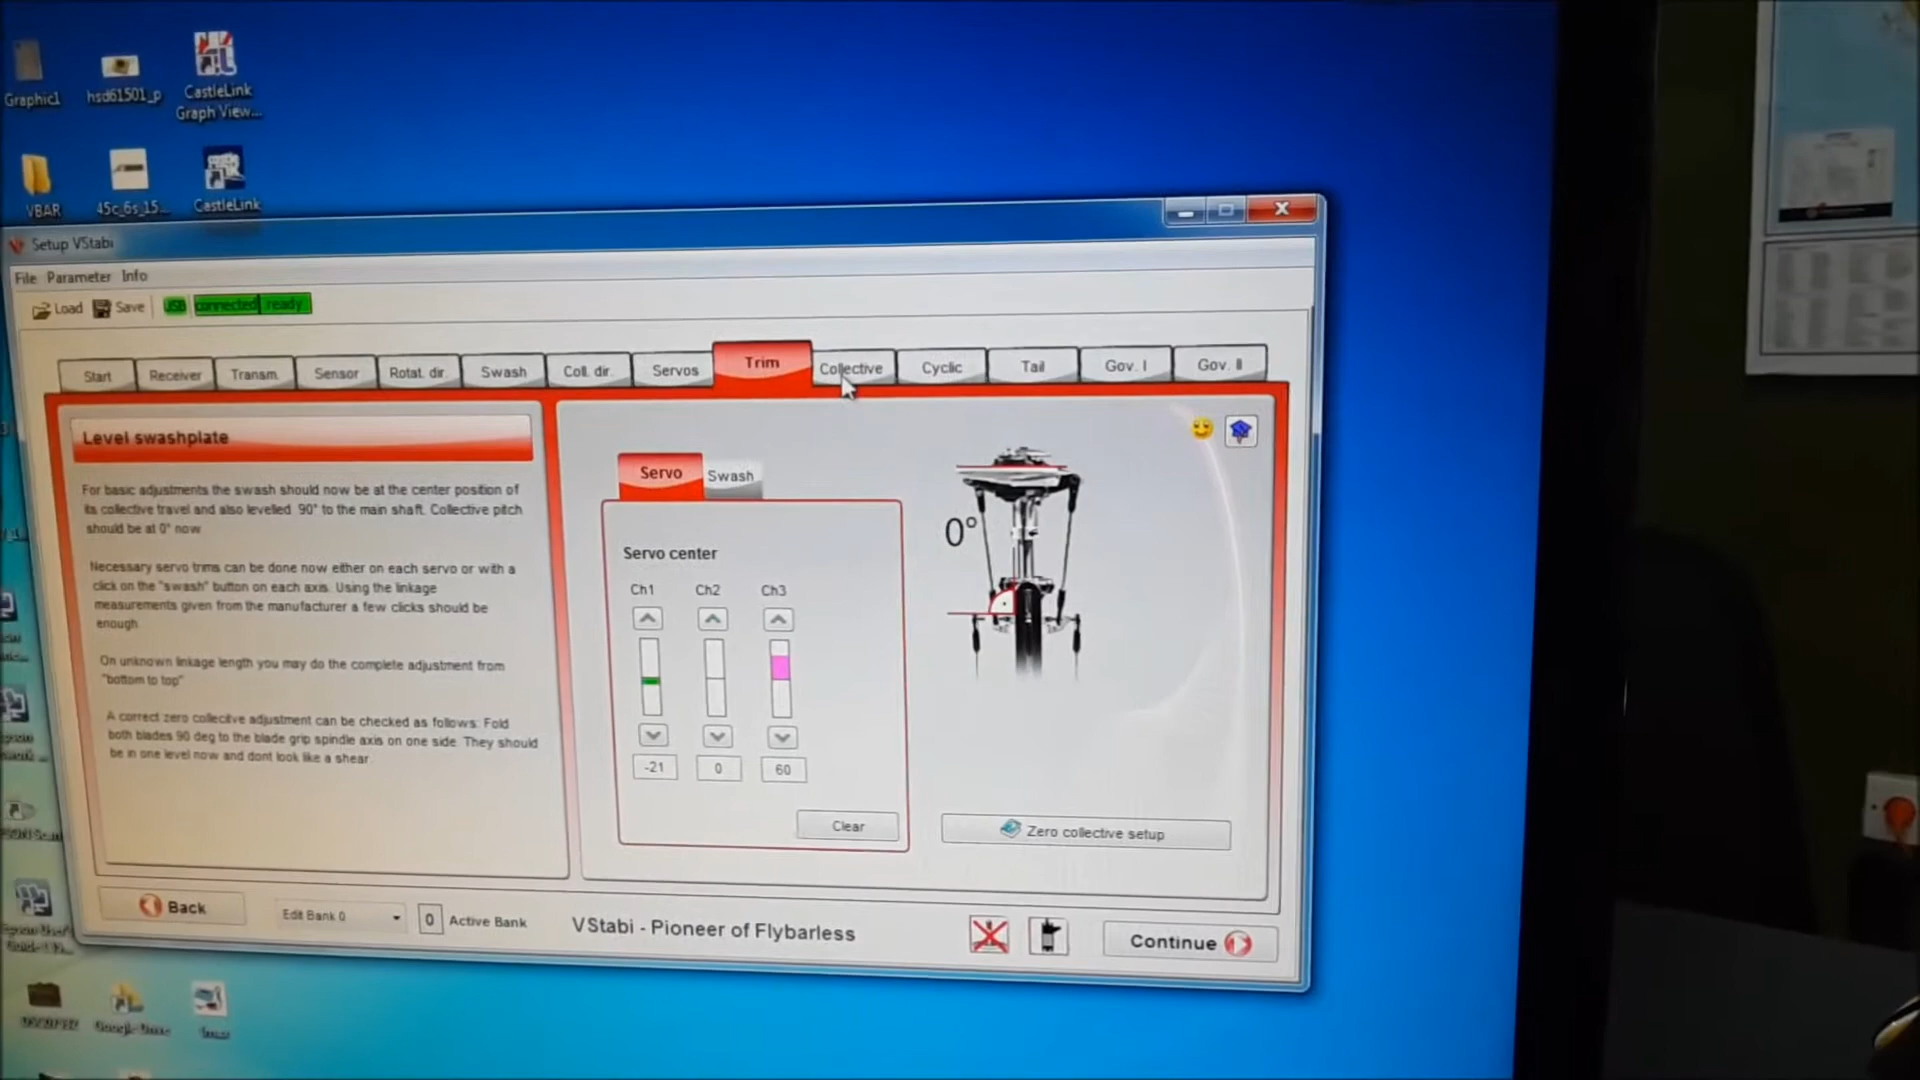 Graphic1
hsd61501_p
CastleLink
Graph View...
VBAR
45c_6s_15...
CastleLink
Setup VStabi
File Parameter Info
Load Save USB connected ready
Start Receiver Transm. Sensor Rotat. dir. Swash Coll. dir. Servos Trim Collective Cyclic Tail Gov. I Gov. II
Level swashplate
For basic adjustments the swash should now be at the center position of
its collective travel and also levelled 90° to the main shaft. Collective pitch
should be at 0° now
Necessary servo trims can be done now either on each servo or with a
click on the "swash" button on each axis. Using the linkage
measurements given from the manufacturer a few clicks should be
enough.
On unknown linkage length you may do the complete adjustment from
"bottom to top"
A correct zero collecitve adjustment can be checked as follows: Fold
both blades 90 deg to the blade grip spindle axis on one side. They should
be in one level now and dont look like a shear.
Servo Swash
Servo center
Ch1 Ch2 Ch3
-21 0 60
Clear
0°
Zero collective setup
Back
Edit Bank 0
0 Active Bank
VStabi - Pioneer of Flybarless
Continue
Google Drive